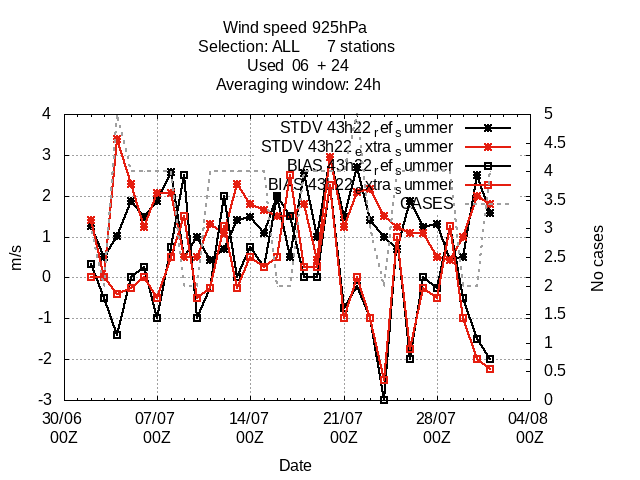 Wind speed 925hPa
Selection: ALL 7 stations
Used 06 + 24
Averaging window: 24h
STDV 43h22_ref_summer
STDV 43h22_extra_summer
BIAS 43h22_ref_summer
BIAS 43h22_extra_summer
CASES
4
3
2
1
0
-1
-2
-3
m/s
5
4.5
4
3.5
3
2.5
2
1.5
1
0.5
0
No cases
30/06 07/07 14/07 21/07 28/07 04/08
00Z 00Z 00Z 00Z 00Z 00Z
Date